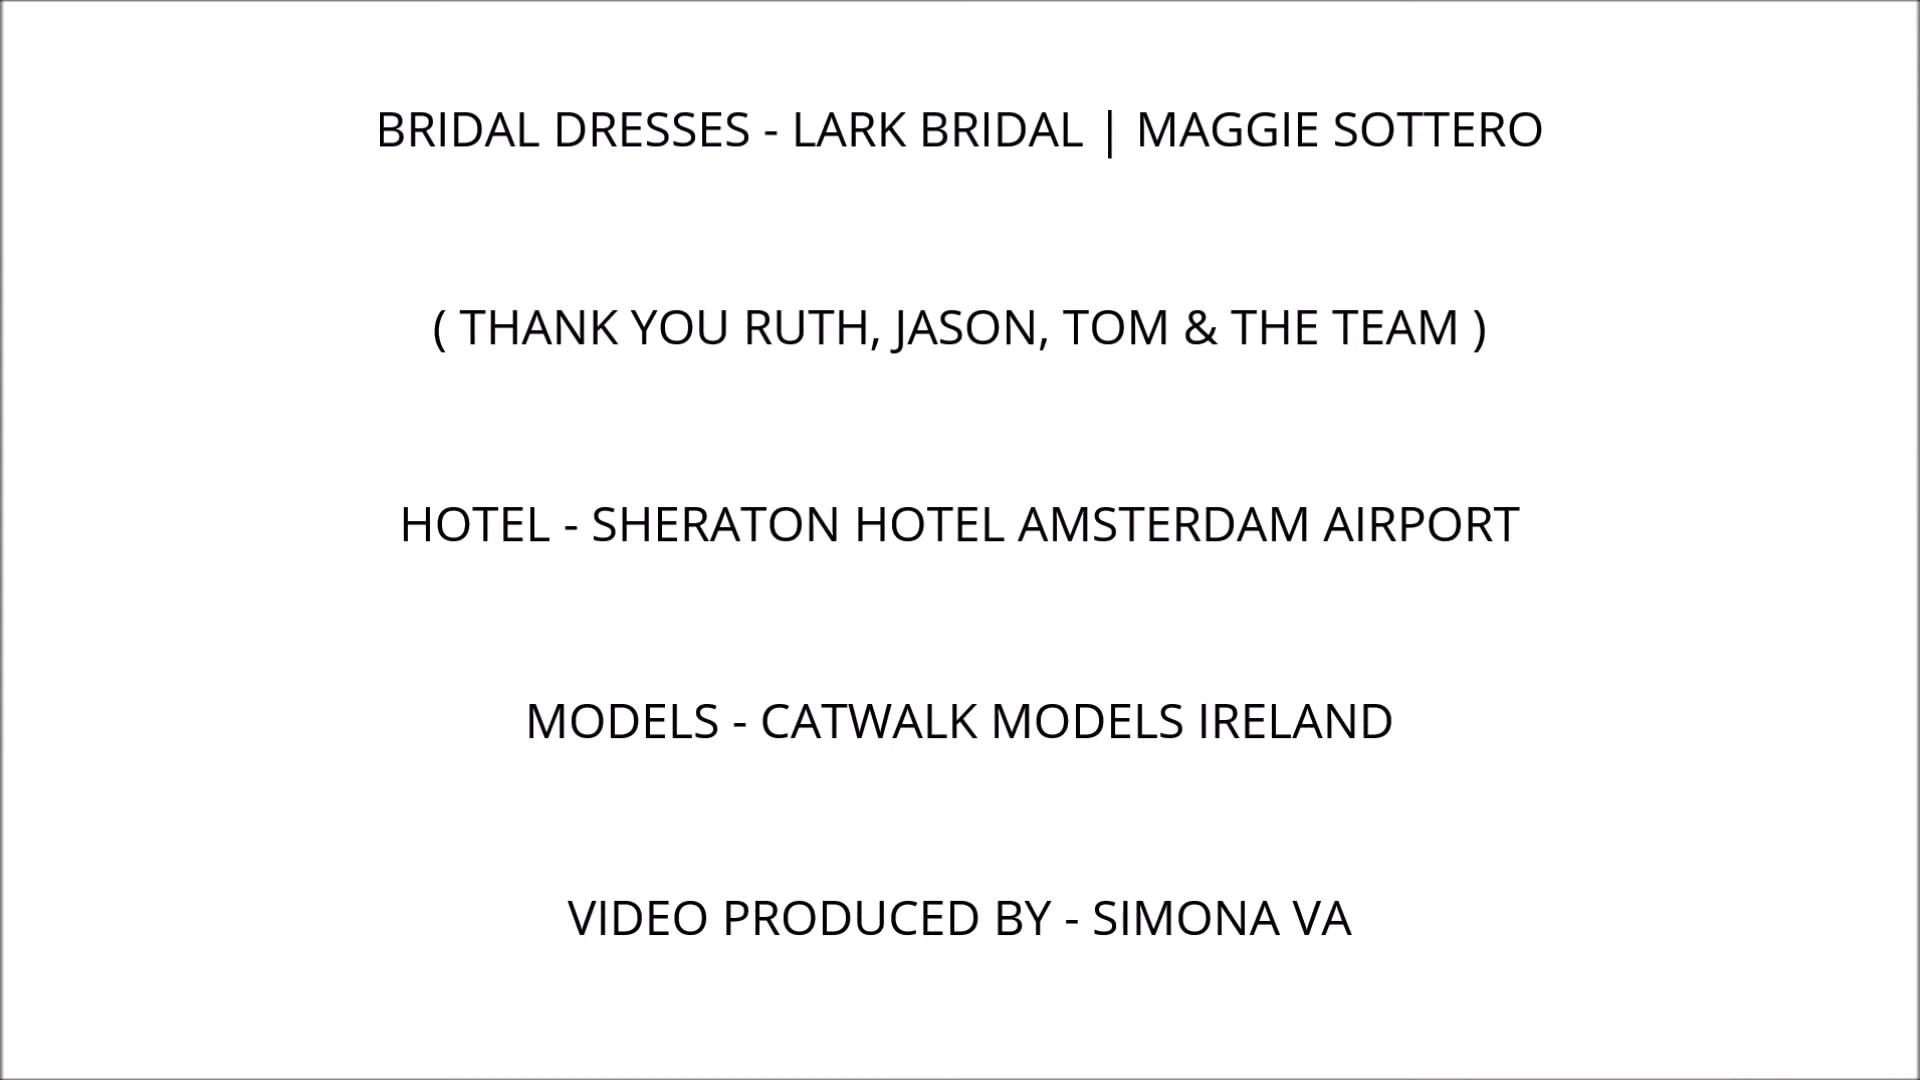 BRIDAL DRESSES - LARK BRIDAL | MAGGIE SOTTERO
( THANK YOU RUTH, JASON, TOM & THE TEAM )
HOTEL - SHERATON HOTEL AMSTERDAM AIRPORT
MODELS - CATWALK MODELS IRELAND
VIDEO PRODUCED BY - SIMONA VA